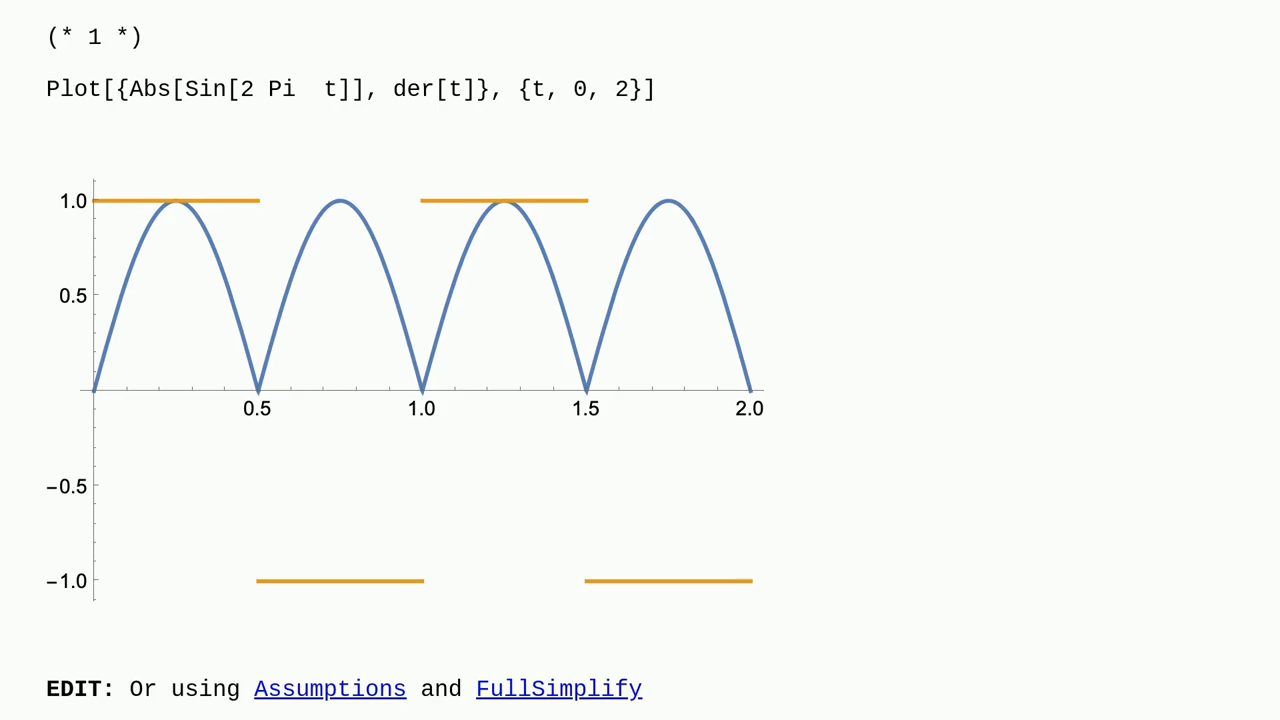 (* 1 *)
Plot[{Abs[Sin[2 Pi  t]], der[t]}, {t, 0, 2}]
1.0
0.5
0.5 1.0 1.5 2.0
−0.5
−1.0
EDIT: Or using Assumptions and FullSimplify